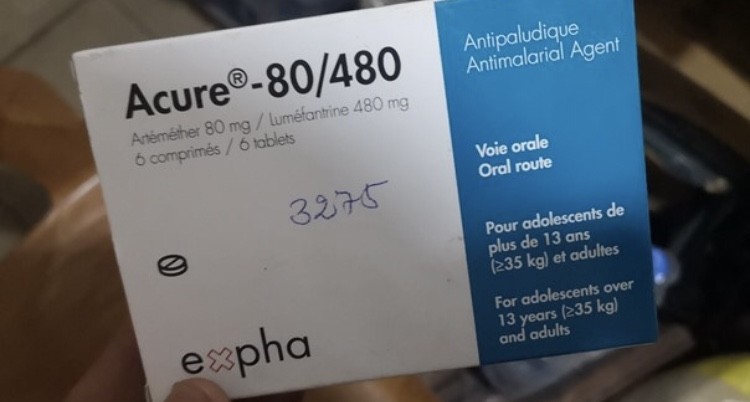 Acure®-80/480
Artéméther 80 mg / Luméfantrine 480 mg
6 comprimés / 6 tablets
3275
expha
Antipaludique
Antimalarial Agent
Voie orale
Oral route
Pour adolescents de
plus de 13 ans
(≥35 kg) et adultes
For adolescents over
13 years (≥35 kg)
and adults